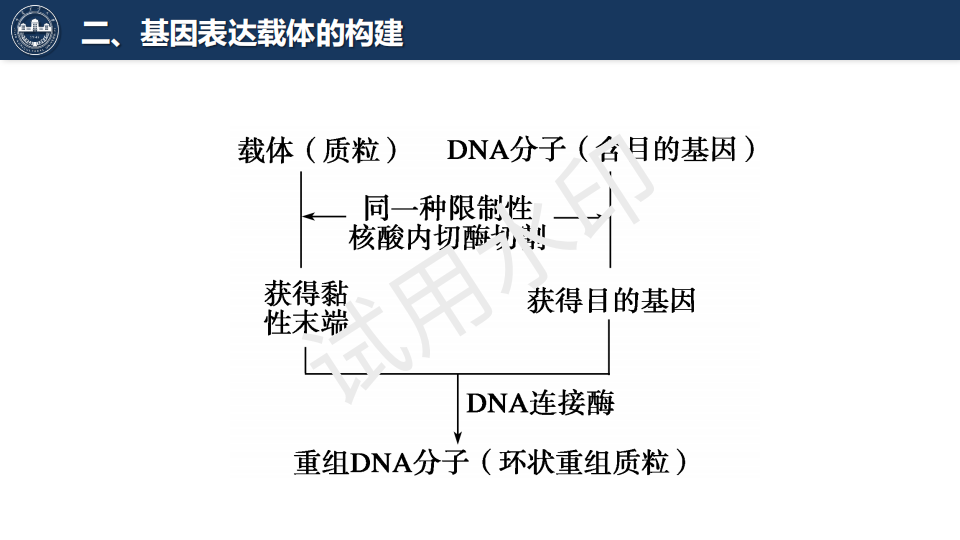 二、基因表达载体的构建
载体（质粒） DNA分子（含目的基因）
同一种限制性
核酸内切酶切割
获得黏
性末端
获得目的基因
DNA连接酶
重组DNA分子（环状重组质粒）
试用水印